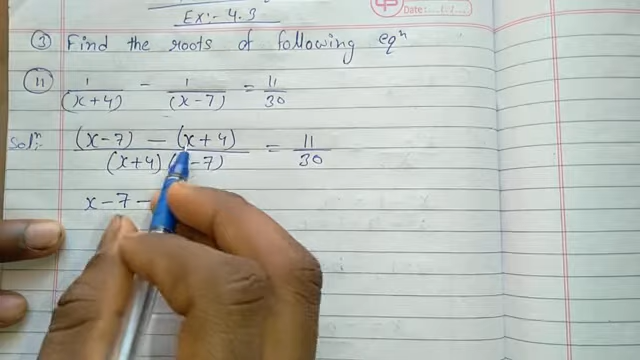 Ex:- 4.3
Date:
③ Find the roots of following eqⁿ
(ii) 1/(x+4) - 1/(x-7) = 11/30
Solⁿ:- (x-7) - (x+4)/(x+4)(x-7) = 11/30
x-7-